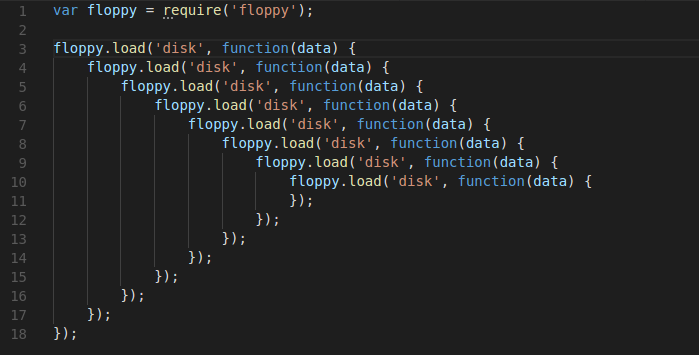 1 var floppy = require('floppy');
2
3 floppy.load('disk', function(data) {
4     floppy.load('disk', function(data) {
5         floppy.load('disk', function(data) {
6             floppy.load('disk', function(data) {
7                 floppy.load('disk', function(data) {
8                     floppy.load('disk', function(data) {
9                         floppy.load('disk', function(data) {
10                             floppy.load('disk', function(data) {
11                             });
12                         });
13                     });
14                 });
15             });
16         });
17     });
18 });